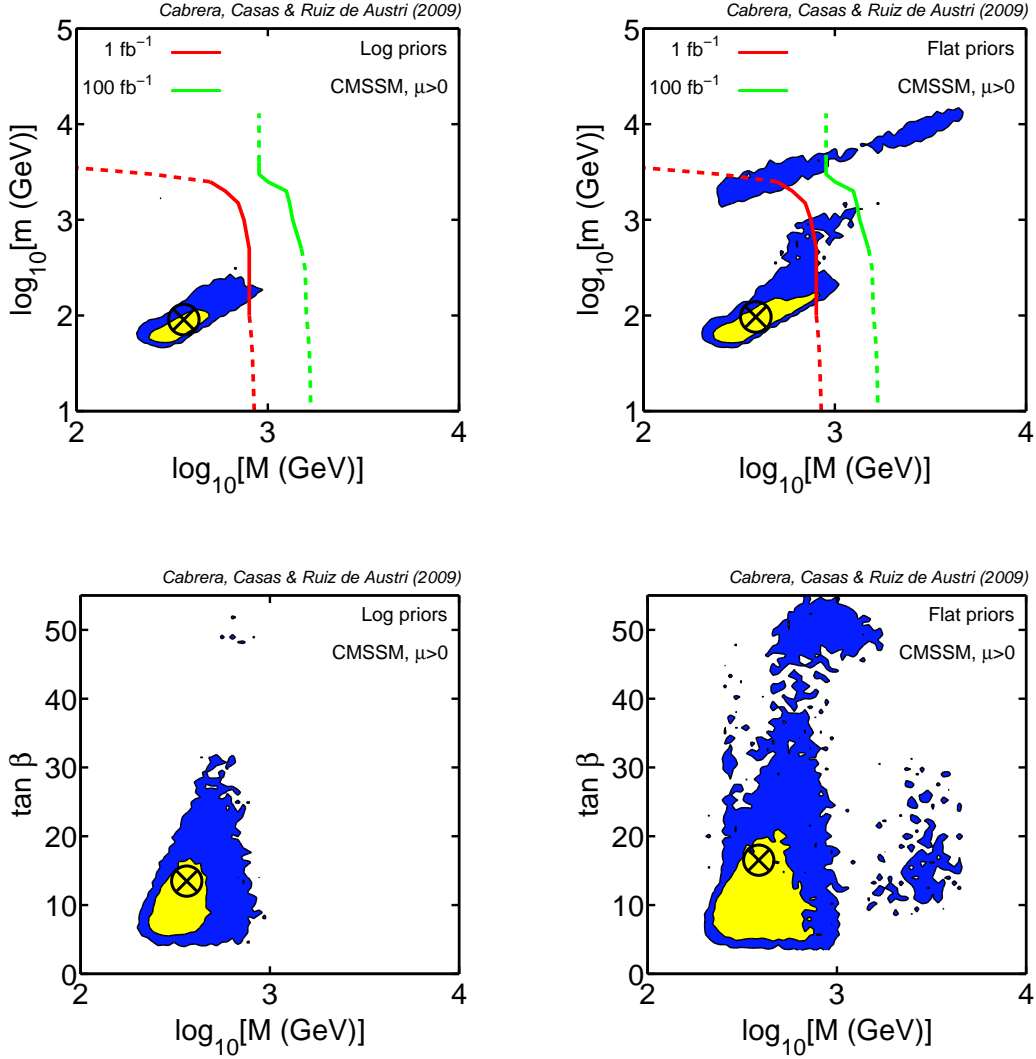 Cabrera, Casas & Ruiz de Austri (2009)
1 fb⁻¹
Log priors
100 fb⁻¹
CMSSM, μ>0
5
4
3
2
1
log₁₀[m (GeV)]
2
3
4
log₁₀[M (GeV)]
Cabrera, Casas & Ruiz de Austri (2009)
1 fb⁻¹
Flat priors
100 fb⁻¹
CMSSM, μ>0
5
4
3
2
1
log₁₀[m (GeV)]
2
3
4
log₁₀[M (GeV)]
Cabrera, Casas & Ruiz de Austri (2009)
Log priors
CMSSM, μ>0
50
40
30
20
10
0
tan β
2
3
4
log₁₀[M (GeV)]
Cabrera, Casas & Ruiz de Austri (2009)
Flat priors
CMSSM, μ>0
50
40
30
20
10
0
tan β
2
3
4
log₁₀[M (GeV)]